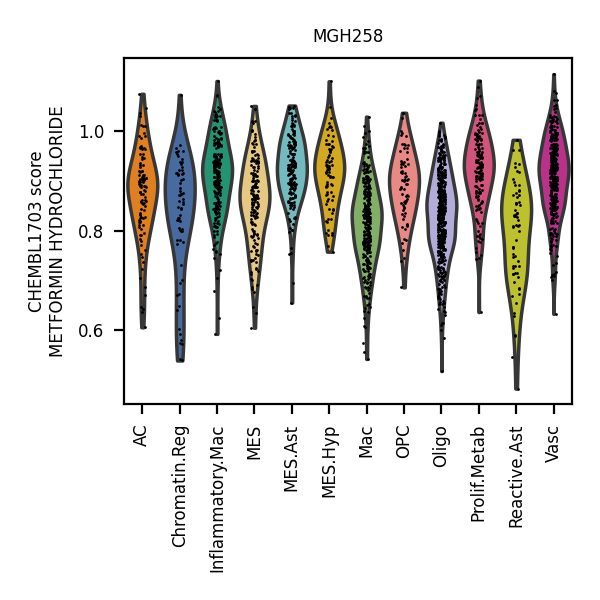 MGH258
CHEMBL1703 score
METFORMIN HYDROCHLORIDE
1.0
0.8
0.6
AC
Chromatin.Reg
Inflammatory.Mac
MES
MES.Ast
MES.Hyp
Mac
OPC
Oligo
Prolif.Metab
Reactive.Ast
Vasc